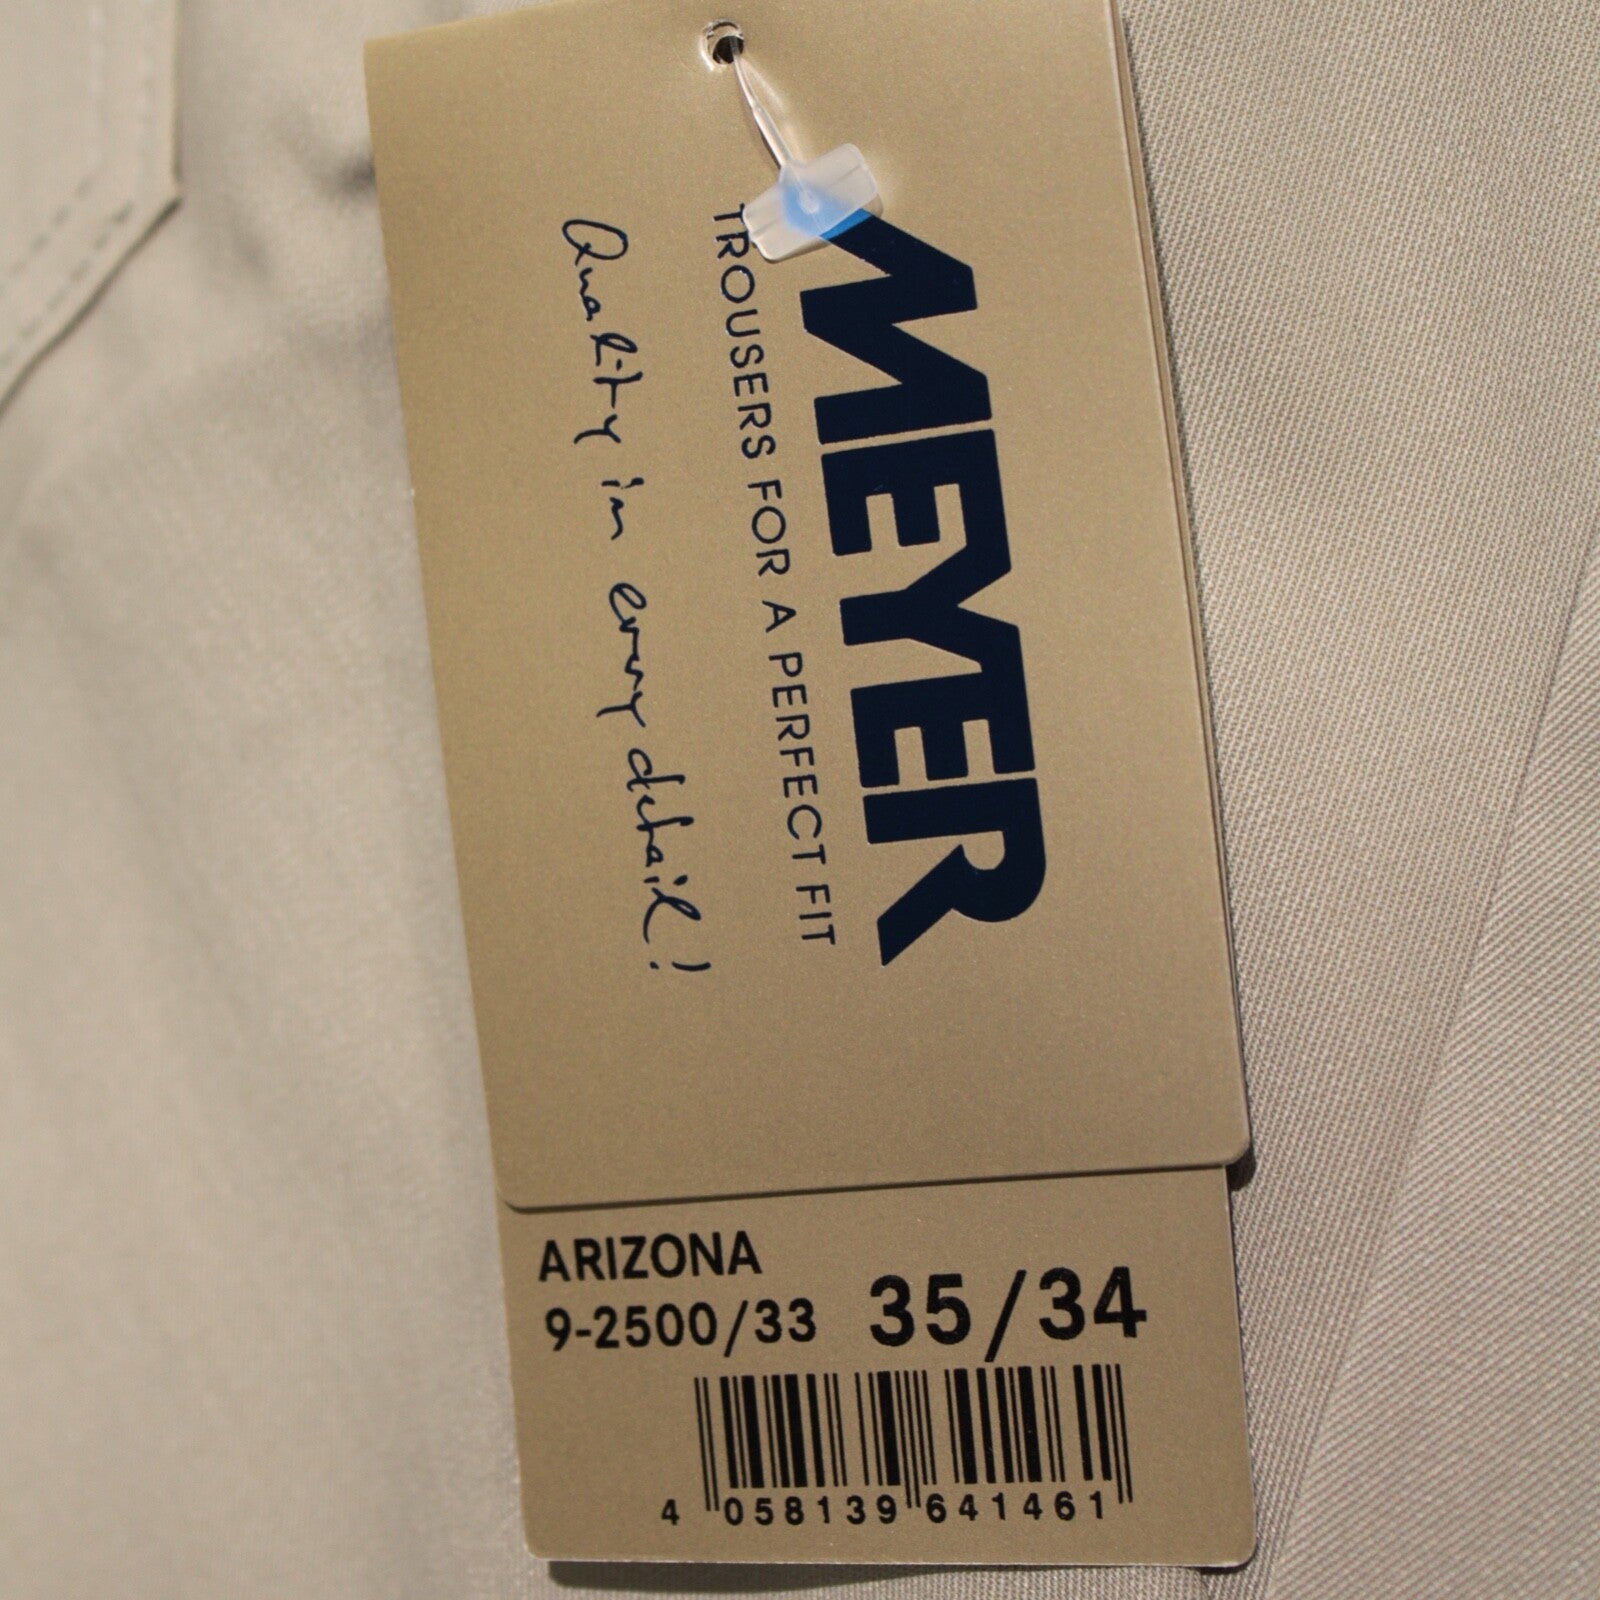 MEYER
TROUSERS FOR A PERFECT FIT
Quality in every detail!
ARIZONA
9-2500/33 35/34
4 058139 641461